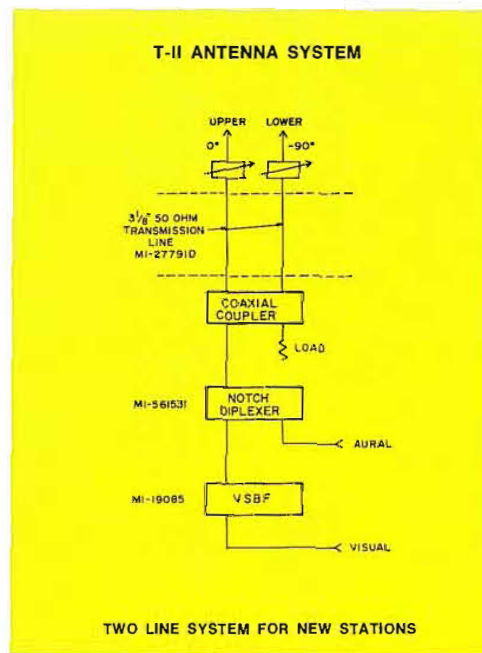 T-II ANTENNA SYSTEM
UPPER LOWER
0° -90°
3 1/8" 50 OHM
TRANSMISSION
LINE
MI-27791D
COAXIAL
COUPLER
LOAD
MI-561531 NOTCH
DIPLEXER
AURAL
MI-19085 VSBF
VISUAL
TWO LINE SYSTEM FOR NEW STATIONS